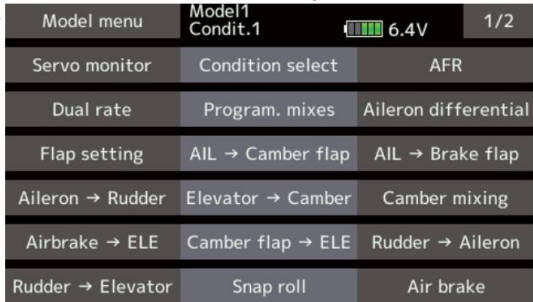 Model menu
Model1
Condit.1
6.4V
1/2
Servo monitor
Condition select
AFR
Dual rate
Program. mixes
Aileron differential
Flap setting
AIL → Camber flap
AIL → Brake flap
Aileron → Rudder
Elevator → Camber
Camber mixing
Airbrake → ELE
Camber flap → ELE
Rudder → Aileron
Rudder → Elevator
Snap roll
Air brake